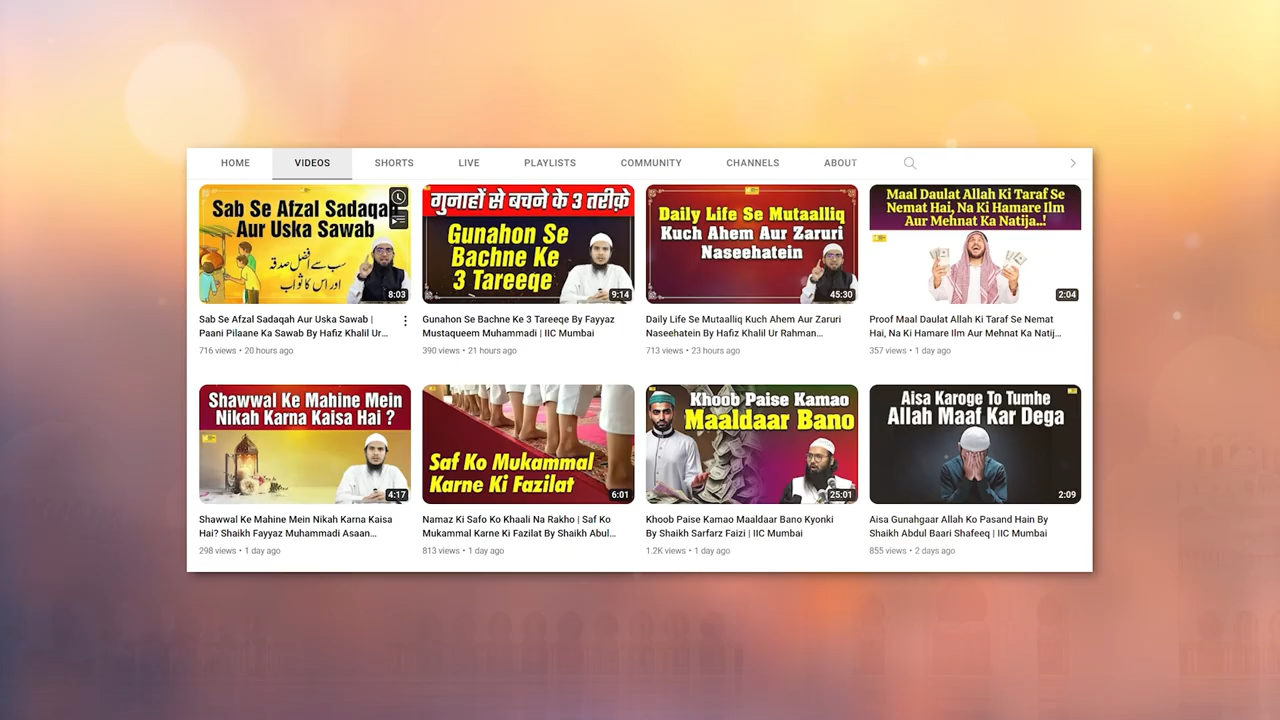 HOME VIDEOS SHORTS LIVE PLAYLISTS COMMUNITY CHANNELS ABOUT
Sab Se Afzal Sadaqa
Aur Uska Sawab
سب سے افضل صدقہ
اور اس کا ثواب
8:03
Sab Se Afzal Sadaqah Aur Uska Sawab |
Paani Pilaane Ka Sawab By Hafiz Khalil Ur...
716 views • 20 hours ago
गुनाहों से बचने के 3 तरीक़े
Gunahon Se
Bachne Ke
3 Tareeqe
9:14
Gunahon Se Bachne Ke 3 Tareeqe By Fayyaz
Mustaqueem Muhammadi | IIC Mumbai
390 views • 21 hours ago
Daily Life Se Mutaalliq
Kuch Ahem Aur Zaruri
Naseehatein
45:30
Daily Life Se Mutaalliq Kuch Ahem Aur Zaruri
Naseehatein By Hafiz Khalil Ur Rahman...
713 views • 23 hours ago
Maal Daulat Allah Ki Taraf Se
Nemat Hai, Na Ki Hamare Ilm
Aur Mehnat Ka Natija..!
2:04
Proof Maal Daulat Allah Ki Taraf Se Nemat
Hai, Na Ki Hamare Ilm Aur Mehnat Ka Natij...
357 views • 1 day ago
Shawwal Ke Mahine Mein
Nikah Karna Kaisa Hai ?
4:17
Shawwal Ke Mahine Mein Nikah Karna Kaisa
Hai? Shaikh Fayyaz Muhammadi Asaan...
298 views • 1 day ago
Saf Ko Mukammal
Karne Ki Fazilat
6:01
Namaz Ki Safo Ko Khaali Na Rakho | Saf Ko
Mukammal Karne Ki Fazilat By Shaikh Abul...
813 views • 1 day ago
Khoob Paise Kamao
Maaldaar Bano
25:01
Khoob Paise Kamao Maaldaar Bano Kyonki
By Shaikh Sarfarz Faizi | IIC Mumbai
1.2K views • 1 day ago
Aisa Karoge To Tumhe
Allah Maaf Kar Dega
2:09
Aisa Gunahgaar Allah Ko Pasand Hain By
Shaikh Abdul Baari Shafeeq | IIC Mumbai
855 views • 2 days ago